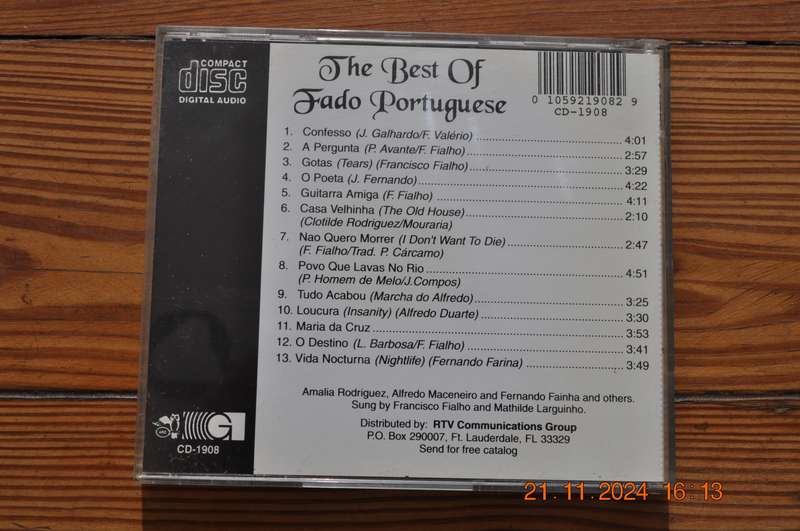 COMPACT
disc
DIGITAL AUDIO
The Best Of
Fado Portuguese
0 1059219082 9
CD-1908
1. Confesso (J. Galhardo/F. Valério) 4:01
2. A Pergunta (P. Avante/F. Fialho) 2:57
3. Gotas (Tears) (Francisco Fialho) 3:29
4. O Poeta (J. Fernando) 4:22
5. Guitarra Amiga (F. Fialho) 4:11
6. Casa Velhinha (The Old House) 2:10
(Clotilde Rodriguez/Mouraria)
7. Nao Quero Morrer (I Don't Want To Die) 2:47
(F. Fialho/Trad. P. Cárcamo)
8. Povo Que Lavas No Rio 4:51
(P. Homem de Melo/J.Compos)
9. Tudo Acabou (Marcha do Alfredo) 3:25
10. Loucura (Insanity) (Alfredo Duarte) 3:30
11. Maria da Cruz 3:53
12. O Destino (L. Barbosa/F. Fialho) 3:41
13. Vida Nocturna (Nightlife) (Fernando Farina) 3:49
Amalia Rodriguez, Alfredo Maceneiro and Fernando Fainha and others.
Sung by Francisco Fialho and Mathilde Larguinho.
Distributed by: RTV Communications Group
P.O. Box 290007, Ft. Lauderdale, FL 33329
Send for free catalog
G
CD-1908
21.11.2024 16:13